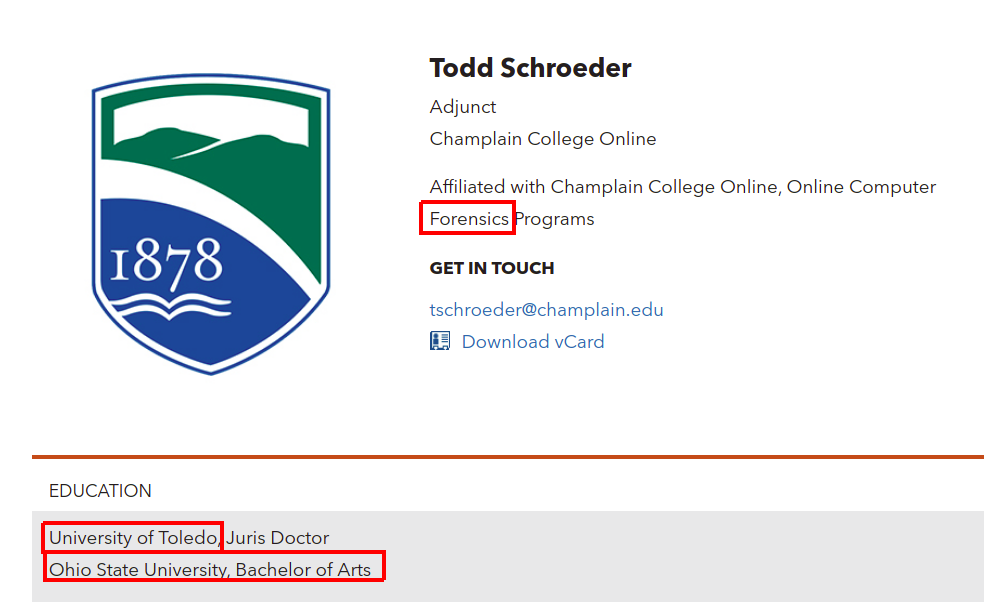 Todd Schroeder
Adjunct
Champlain College Online
Affiliated with Champlain College Online, Online Computer
Forensics Programs
GET IN TOUCH
tschroeder@champlain.edu
Download vCard
1878
EDUCATION
University of Toledo, Juris Doctor
Ohio State University, Bachelor of Arts